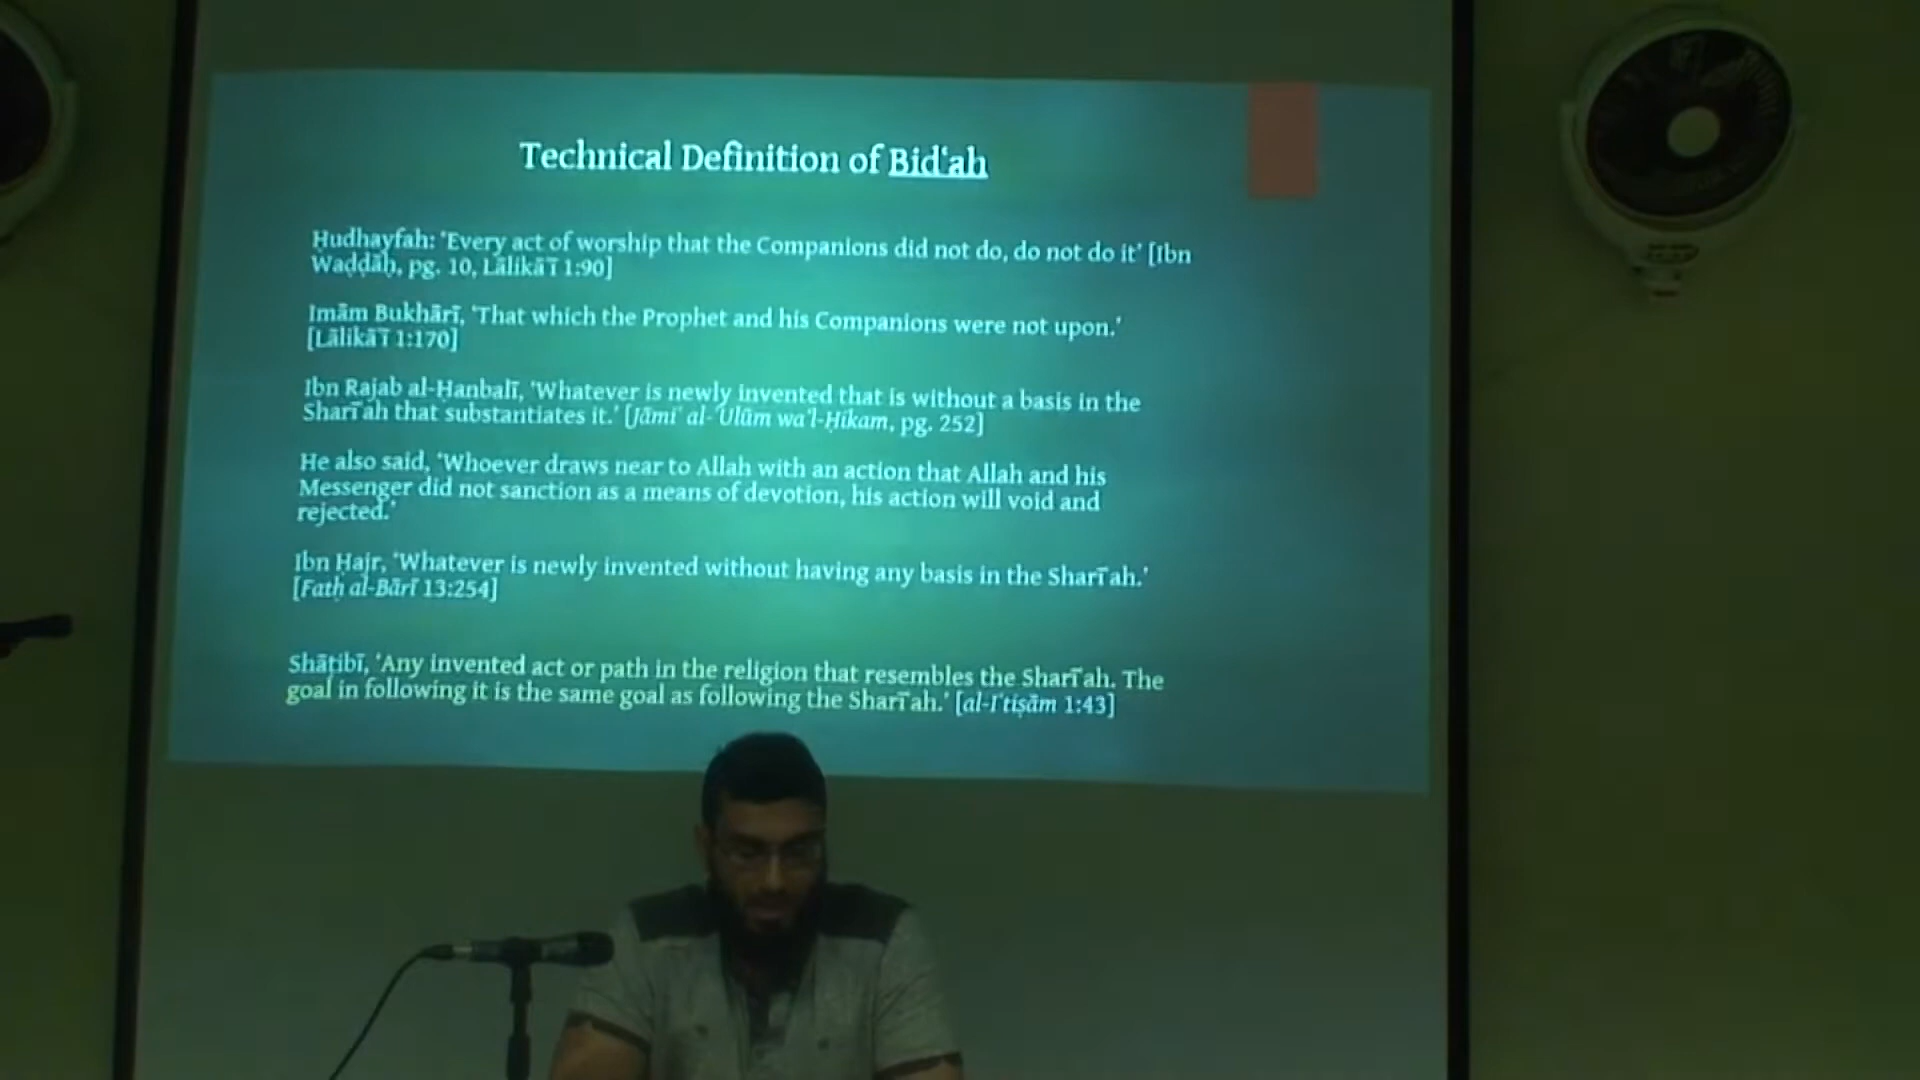 Technical Definition of Bid‘ah
Ḥudhayfah: ‘Every act of worship that the Companions did not do, do not do it’ [Ibn
Waḍḍāḥ, pg. 10, Lālikā’ī 1:90]
Imām Bukhārī, ‘That which the Prophet and his Companions were not upon.’
[Lālikā’ī 1:170]
Ibn Rajab al-Ḥanbalī, ‘Whatever is newly invented that is without a basis in the
Sharī‘ah that substantiates it.’ [Jāmi‘ al-‘Ulūm wa’l-Ḥikam, pg. 252]
He also said, ‘Whoever draws near to Allah with an action that Allah and his
Messenger did not sanction as a means of devotion, his action will void and
rejected.’
Ibn Ḥajr, ‘Whatever is newly invented without having any basis in the Sharī‘ah.’
[Fatḥ al-Bārī 13:254]
Shāṭibī, ‘Any invented act or path in the religion that resembles the Sharī‘ah. The
goal in following it is the same goal as following the Sharī‘ah.’ [al-I‘tiṣām 1:43]